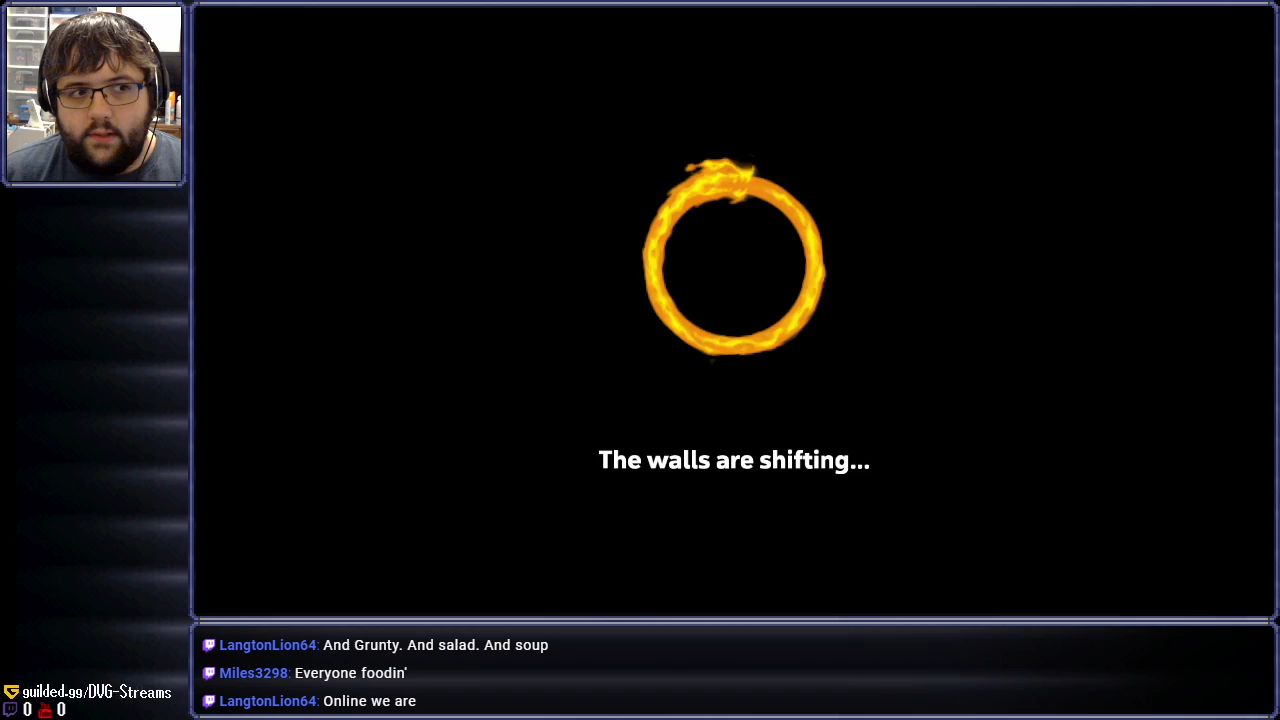 The walls are shifting...
LangtonLion64: And Grunty. And salad. And soup
Miles3298: Everyone foodin'
LangtonLion64: Online we are
guilded.gg/DVG-Streams
0 0